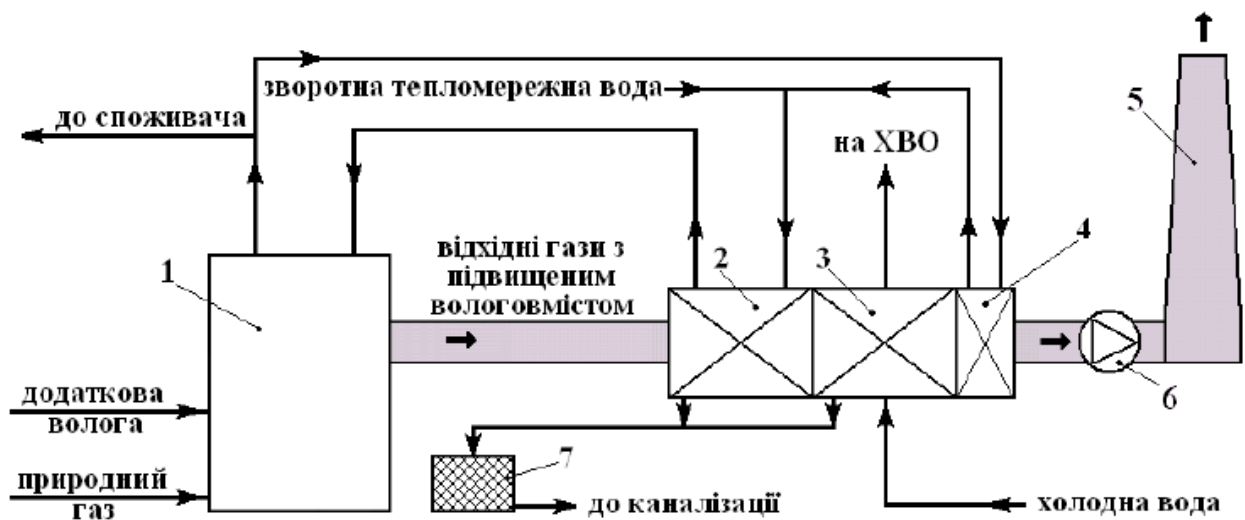 зворотна тепломережна вода
до споживача
5
на ХВО
відхідні гази з
підвищеним
вологовмістом
1
2
3
4
додаткова
волога
6
7
природний
газ
до каналізації
холодна вода